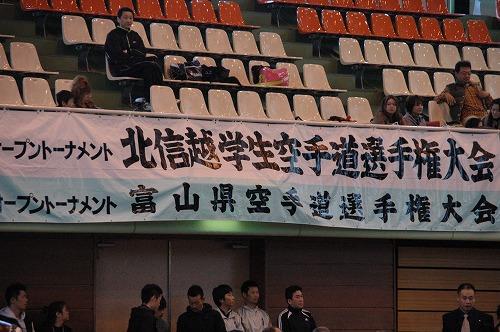 オープントーナメント 北信越学生空手道選手権大会
オープントーナメント 富山県空手道選手権大会